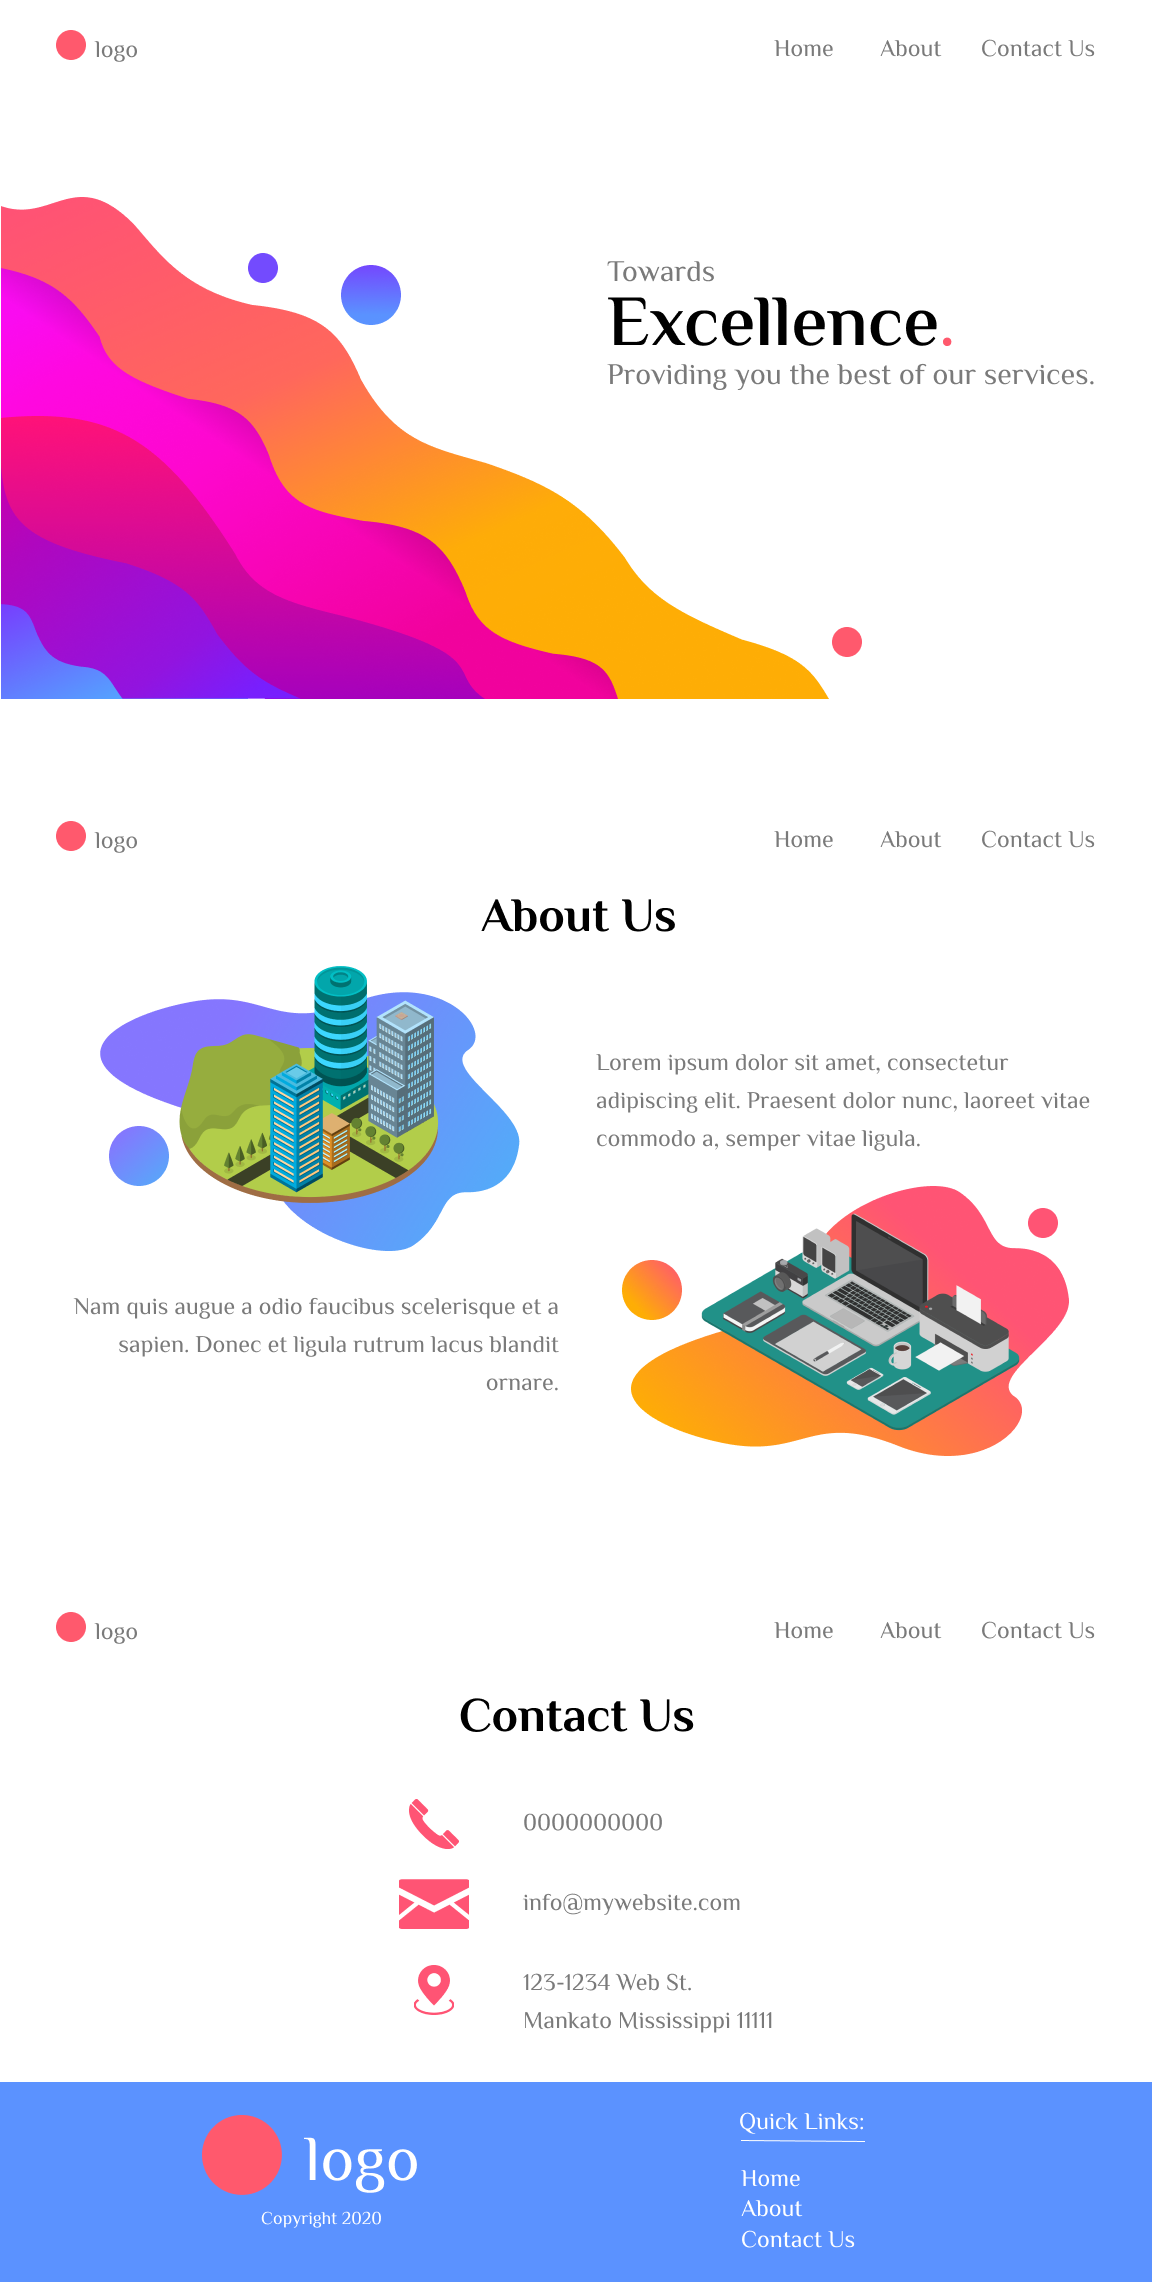 logo
Home About Contact Us
Towards
Excellence.
Providing you the best of our services.
logo
Home About Contact Us
About Us
Lorem ipsum dolor sit amet, consectetur
adipiscing elit. Praesent dolor nunc, laoreet vitae
commodo a, semper vitae ligula.
Nam quis augue a odio faucibus scelerisque et a
sapien. Donec et ligula rutrum lacus blandit
ornare.
logo
Home About Contact Us
Contact Us
0000000000
info@mywebsite.com
123-1234 Web St.
Mankato Mississippi 11111
logo
Copyright 2020
Quick Links:
Home
About
Contact Us